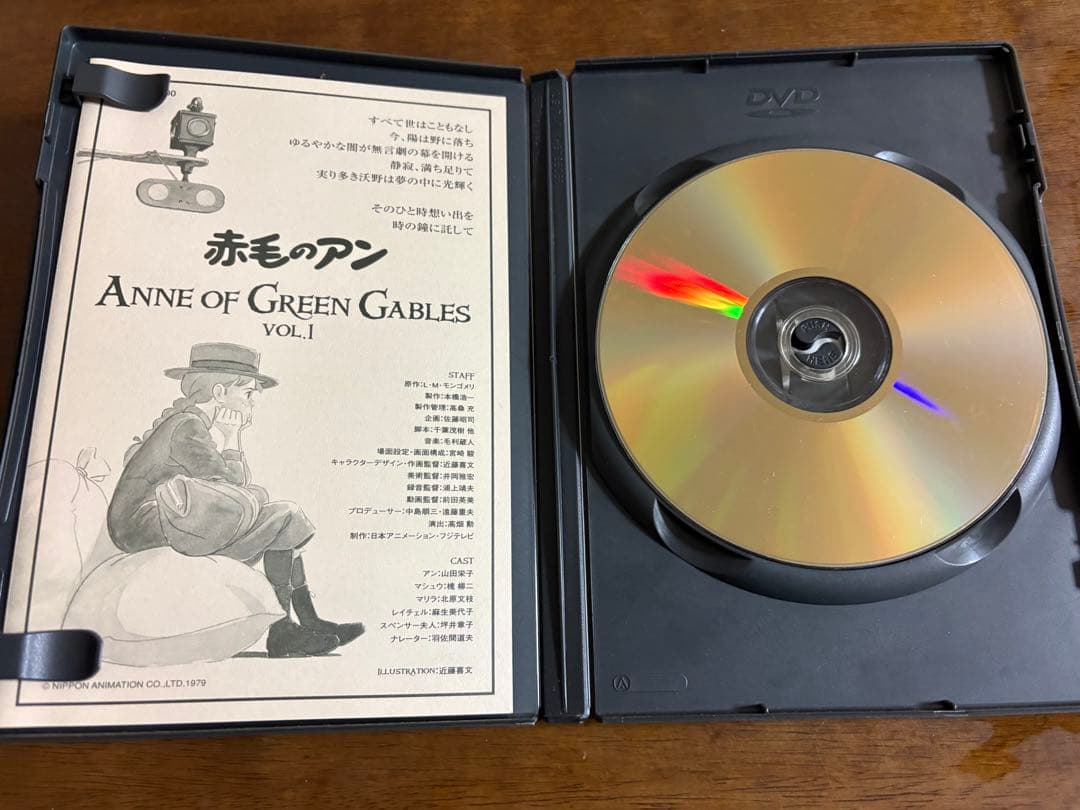 すべて世はこともなし
今、陽は野に落ち
ゆるやかな闇が無言劇の幕を開ける
静寂、満ち足りて
実り多き沃野は夢の中に光輝く
そのひと時想い出を
時の鐘に託して
赤毛のアン
ANNE OF GREEN GABLES
VOL.1
STAFF
原作:L・M・モンゴメリ
製作:本橋浩一
製作管理:高桑 充
企画:佐藤昭司
脚本:千葉茂樹 他
音楽:毛利蔵人
場面設定・画面構成:宮崎 駿
キャラクターデザイン・作画監督:近藤喜文
美術監督:井岡雅宏
録音監督:浦上靖夫
動画監督:前田英美
プロデューサー:中島順三・遠藤重夫
演出:高畑 勲
制作:日本アニメーション・フジテレビ
CAST
アン:山田栄子
マシュウ:槐 柳二
マリラ:北原文枝
レイチェル:麻生美代子
スペンサー夫人:坪井章子
ナレーター:羽佐間道夫
ILLUSTRATION:近藤喜文
© NIPPON ANIMATION CO.,LTD.1979
DVD
PUSH
HERE
A